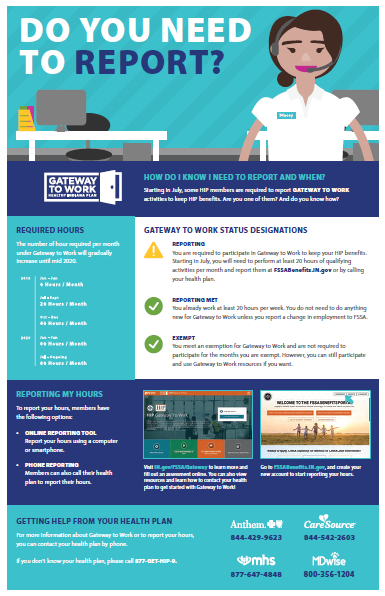 DO YOU NEED
TO REPORT?
Macey
GATEWAY
TO WORK
HEALTHY INDIANA PLAN
HOW DO I KNOW I NEED TO REPORT AND WHEN?
Starting in July, some HIP members are required to report GATEWAY TO WORK
activities to keep HIP benefits. Are you one of them? And do you know how?
REQUIRED HOURS
The number of hour required per month
under Gateway to Work will gradually
increase until mid 2020.
2019
Jan - Jun
0 Hours / Month
20 Hours / Month
Hours / Month
2020
Jan - Jun
Hours / Month
July - Ongoing
Hours / Month
GATEWAY TO WORK STATUS DESIGNATIONS
REPORTING
You are required to participate in Gateway to Work to keep your HIP benefits.
Starting in July, you will need to perform at least 20 hours of qualifying
activities per month and report them at FSSABenefits.IN.gov or by calling
your health plan.
REPORTING MET
You already work at least 20 hours per week. You do not need to do anything
new for Gateway to Work unless you report a change in employment to FSSA.
EXEMPT
You meet an exemption for Gateway to Work and are not required to
participate for the months you are exempt. However, you can still participate
and use Gateway to Work resources if you want.
REPORTING MY HOURS
To report your hours, members have
the following options:
• ONLINE REPORTING TOOL
Report your hours using a computer
or smartphone.
• PHONE REPORTING
Members can also call their health
plan to report their hours.
HIP
HIP Gateway to Work
Visit IN.gov/FSSA/Gateway to learn more and
fill out an assessment online. You can also view
resources and learn how to contact your health
plan to get started with Gateway to Work!
WELCOME TO THE FSSA BENEFITS PORTAL
Go to FSSABenefits.IN.gov, and create your
new account to start reporting your hours.
GETTING HELP FROM YOUR HEALTH PLAN
For more information about Gateway to Work or to report your hours,
you can contact your health plan by phone.
If you don't know your health plan, please call 877-GET-HIP-9.
Anthem
844-429-9623
CareSource
844-542-2603
mhs
877-647-4848
MDwise
800-356-1204